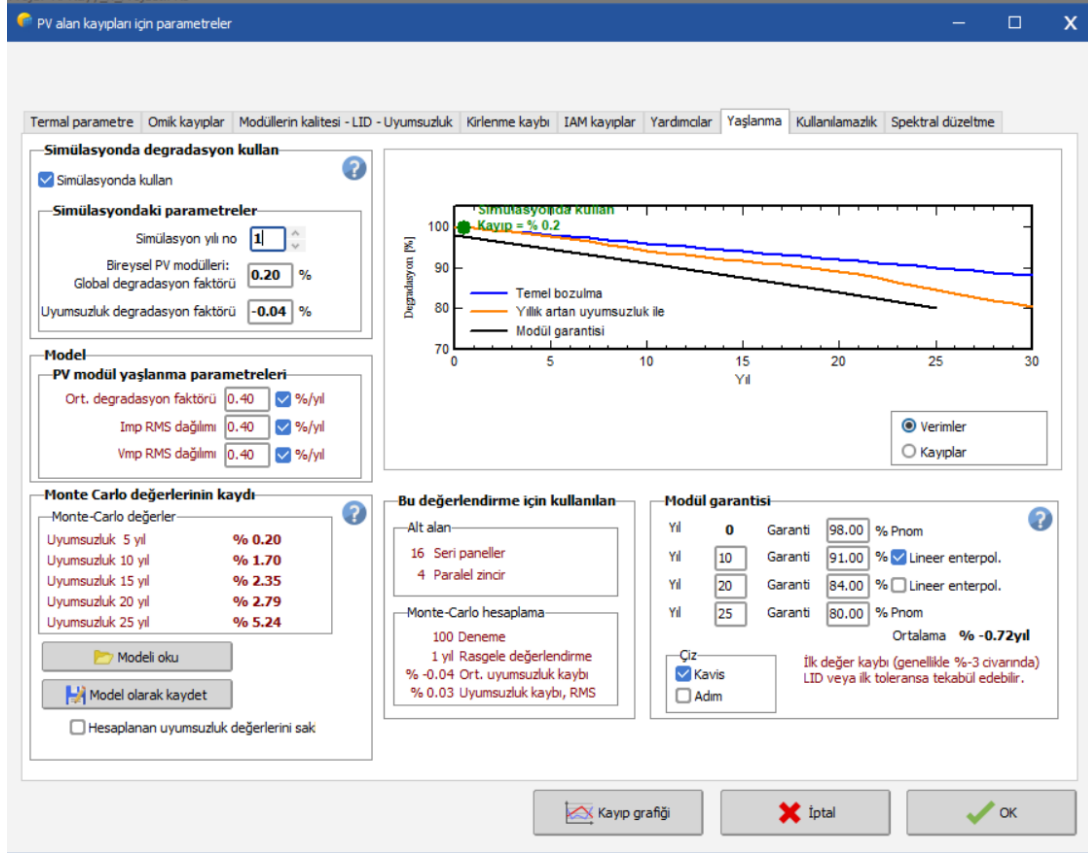 PV alan kayıpları için parametreler
Termal parametre
Omik kayıplar
Modüllerin kalitesi - LID - Uyumsuzluk
Kirlenme kaybı
IAM kayıplar
Yardımcılar
Yaşlanma
Kullanılamazlık
Spektral düzeltme
Simülasyonda degradasyon kullan
Simülasyonda kullan
Simülasyondaki parametreler
Simülasyon yılı no 1
Bireysel PV modülleri:
Global degradasyon faktörü 0.20 %
Uyumsuzluk degradasyon faktörü -0.04 %
Model
PV modül yaşlanma parametreleri
Ort. degradasyon faktörü 0.40 %/yıl
Imp RMS dağılımı 0.40 %/yıl
Vmp RMS dağılımı 0.40 %/yıl
Monte Carlo değerlerinin kaydı
Monte-Carlo değerler
Uyumsuzluk 5 yıl % 0.20
Uyumsuzluk 10 yıl % 1.70
Uyumsuzluk 15 yıl % 2.35
Uyumsuzluk 20 yıl % 2.79
Uyumsuzluk 25 yıl % 5.24
Modeli oku
Model olarak kaydet
Hesaplanan uyumsuzluk değerlerini sak
Simülasyonda kullan
Kayıp = % 0.2
Degradasyon [%]
100
90
80
70
Temel bozulma
Yıllık artan uyumsuzluk ile
Modül garantisi
0 5 10 15 20 25 30
Yıl
Verimler
Kayıplar
Bu değerlendirme için kullanılan
Alt alan
16 Seri paneller
4 Paralel zincir
Monte-Carlo hesaplama
100 Deneme
1 yıl Rasgele değerlendirme
% -0.04 Ort. uyumsuzluk kaybı
% 0.03 Uyumsuzluk kaybı, RMS
Modül garantisi
Yıl 0 Garanti 98.00 % Pnom
Yıl 10 Garanti 91.00 % Lineer enterpol.
Yıl 20 Garanti 84.00 % Lineer enterpol.
Yıl 25 Garanti 80.00 % Pnom
Ortalama % -0.72yıl
Çiz
Kavis
Adım
İlk değer kaybı (genellikle %-3 civarında)
LID veya ilk toleransa tekabül edebilir.
Kayıp grafiği
İptal
OK